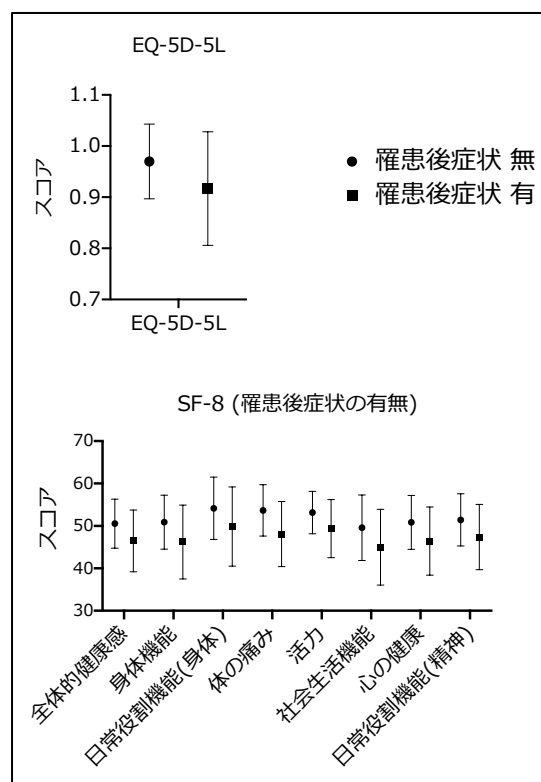 EQ-5D-5L
1.1
1.0
0.9
0.8
0.7
スコア
EQ-5D-5L
● 罹患後症状 無
■ 罹患後症状 有
SF-8 (罹患後症状の有無)
70
60
50
40
30
スコア
全体的健康感
身体機能
日常役割機能(身体)
体の痛み
活力
社会生活機能
心の健康
日常役割機能(精神)